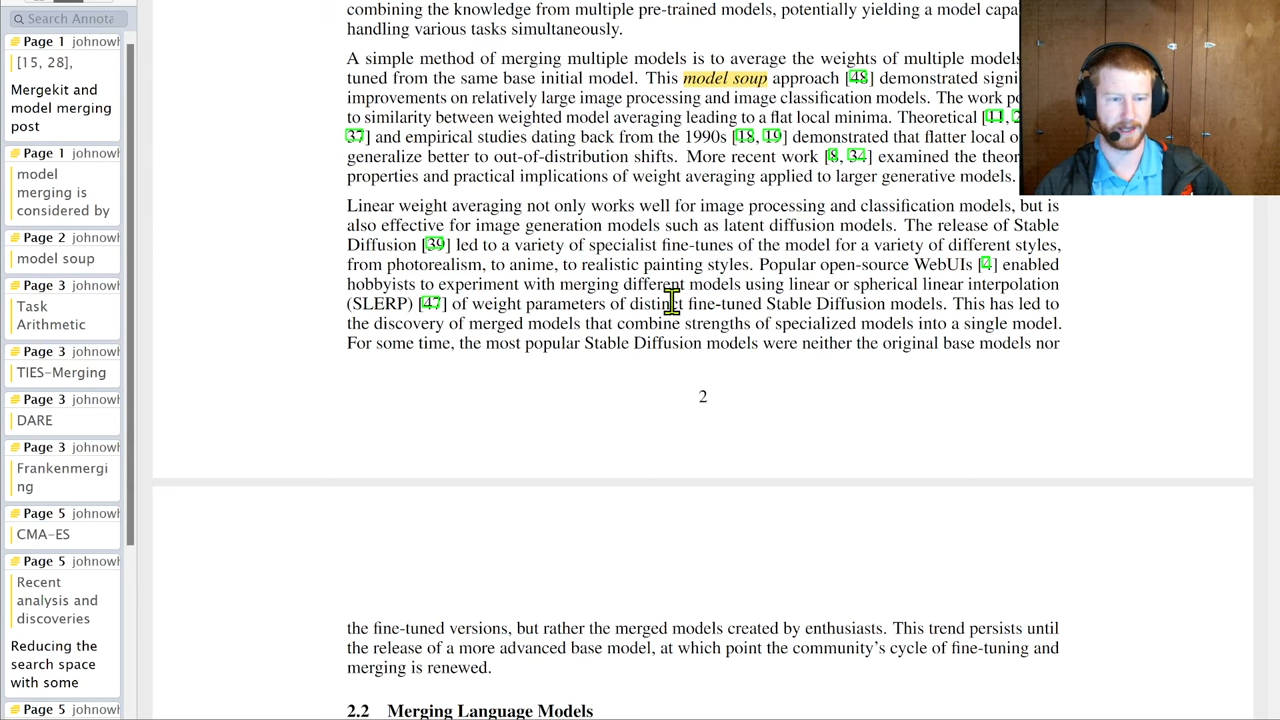 Search Annota
Page 1 johnowh
[15, 28],
Mergekit and
model merging
post
Page 1 johnowh
model
merging is
considered by
Page 2 johnowh
model soup
Page 3 johnowh
Task
Arithmetic
Page 3 johnowh
TIES-Merging
Page 3 johnowh
DARE
Page 3 johnowh
Frankenmergi
ng
Page 5 johnowh
CMA-ES
Page 5 johnowh
Recent
analysis and
discoveries
Reducing the
search space
with some
Page 5 johnowh
combining the knowledge from multiple pre-trained models, potentially yielding a model capa
handling various tasks simultaneously.
A simple method of merging multiple models is to average the weights of multiple models
tuned from the same base initial model. This model soup approach [48] demonstrated signi
improvements on relatively large image processing and image classification models. The work po
to similarity between weighted model averaging leading to a flat local minima. Theoretical [11, 2
37] and empirical studies dating back from the 1990s [18, 19] demonstrated that flatter local o
generalize better to out-of-distribution shifts. More recent work [8, 34] examined the theor
properties and practical implications of weight averaging applied to larger generative models.
Linear weight averaging not only works well for image processing and classification models, but is
also effective for image generation models such as latent diffusion models. The release of Stable
Diffusion [39] led to a variety of specialist fine-tunes of the model for a variety of different styles,
from photorealism, to anime, to realistic painting styles. Popular open-source WebUIs [4] enabled
hobbyists to experiment with merging different models using linear or spherical linear interpolation
(SLERP) [47] of weight parameters of distinct fine-tuned Stable Diffusion models. This has led to
the discovery of merged models that combine strengths of specialized models into a single model.
For some time, the most popular Stable Diffusion models were neither the original base models nor
2
the fine-tuned versions, but rather the merged models created by enthusiasts. This trend persists until
the release of a more advanced base model, at which point the community's cycle of fine-tuning and
merging is renewed.
2.2 Merging Language Models